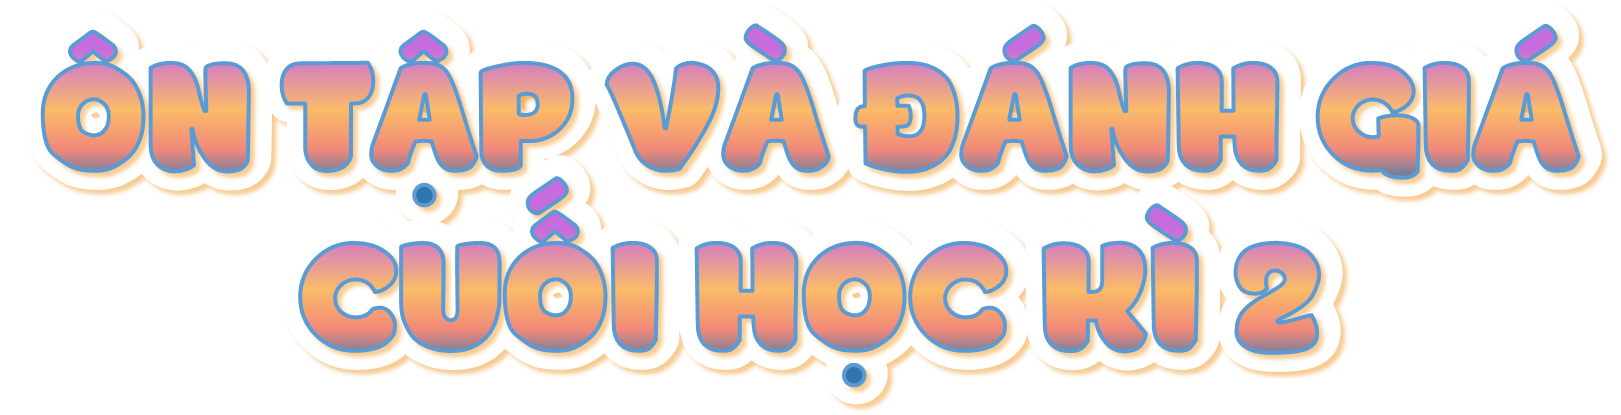 ÔN TẬP VÀ ĐÁNH GIÁ
CUỐI HỌC KÌ 2